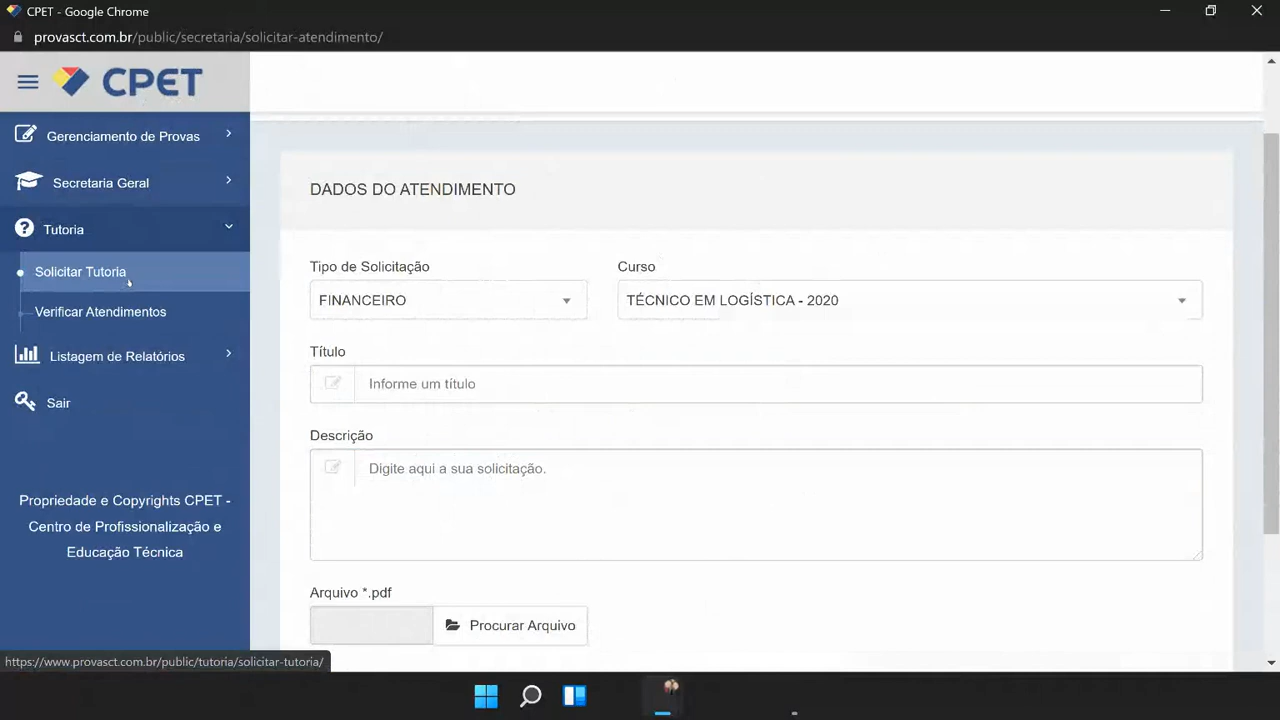 CPET - Google Chrome
provasct.com.br/public/secretaria/solicitar-atendimento/
CPET
Gerenciamento de Provas
Secretaria Geral
Tutoria
Solicitar Tutoria
Verificar Atendimentos
Listagem de Relatórios
Sair
Propriedade e Copyrights CPET -
Centro de Profissionalização e
Educação Técnica
DADOS DO ATENDIMENTO
Tipo de Solicitação
Curso
FINANCEIRO
TÉCNICO EM LOGÍSTICA - 2020
Título
Informe um título
Descrição
Digite aqui a sua solicitação.
Arquivo *.pdf
Procurar Arquivo
https://www.provasct.com.br/public/tutoria/solicitar-tutoria/